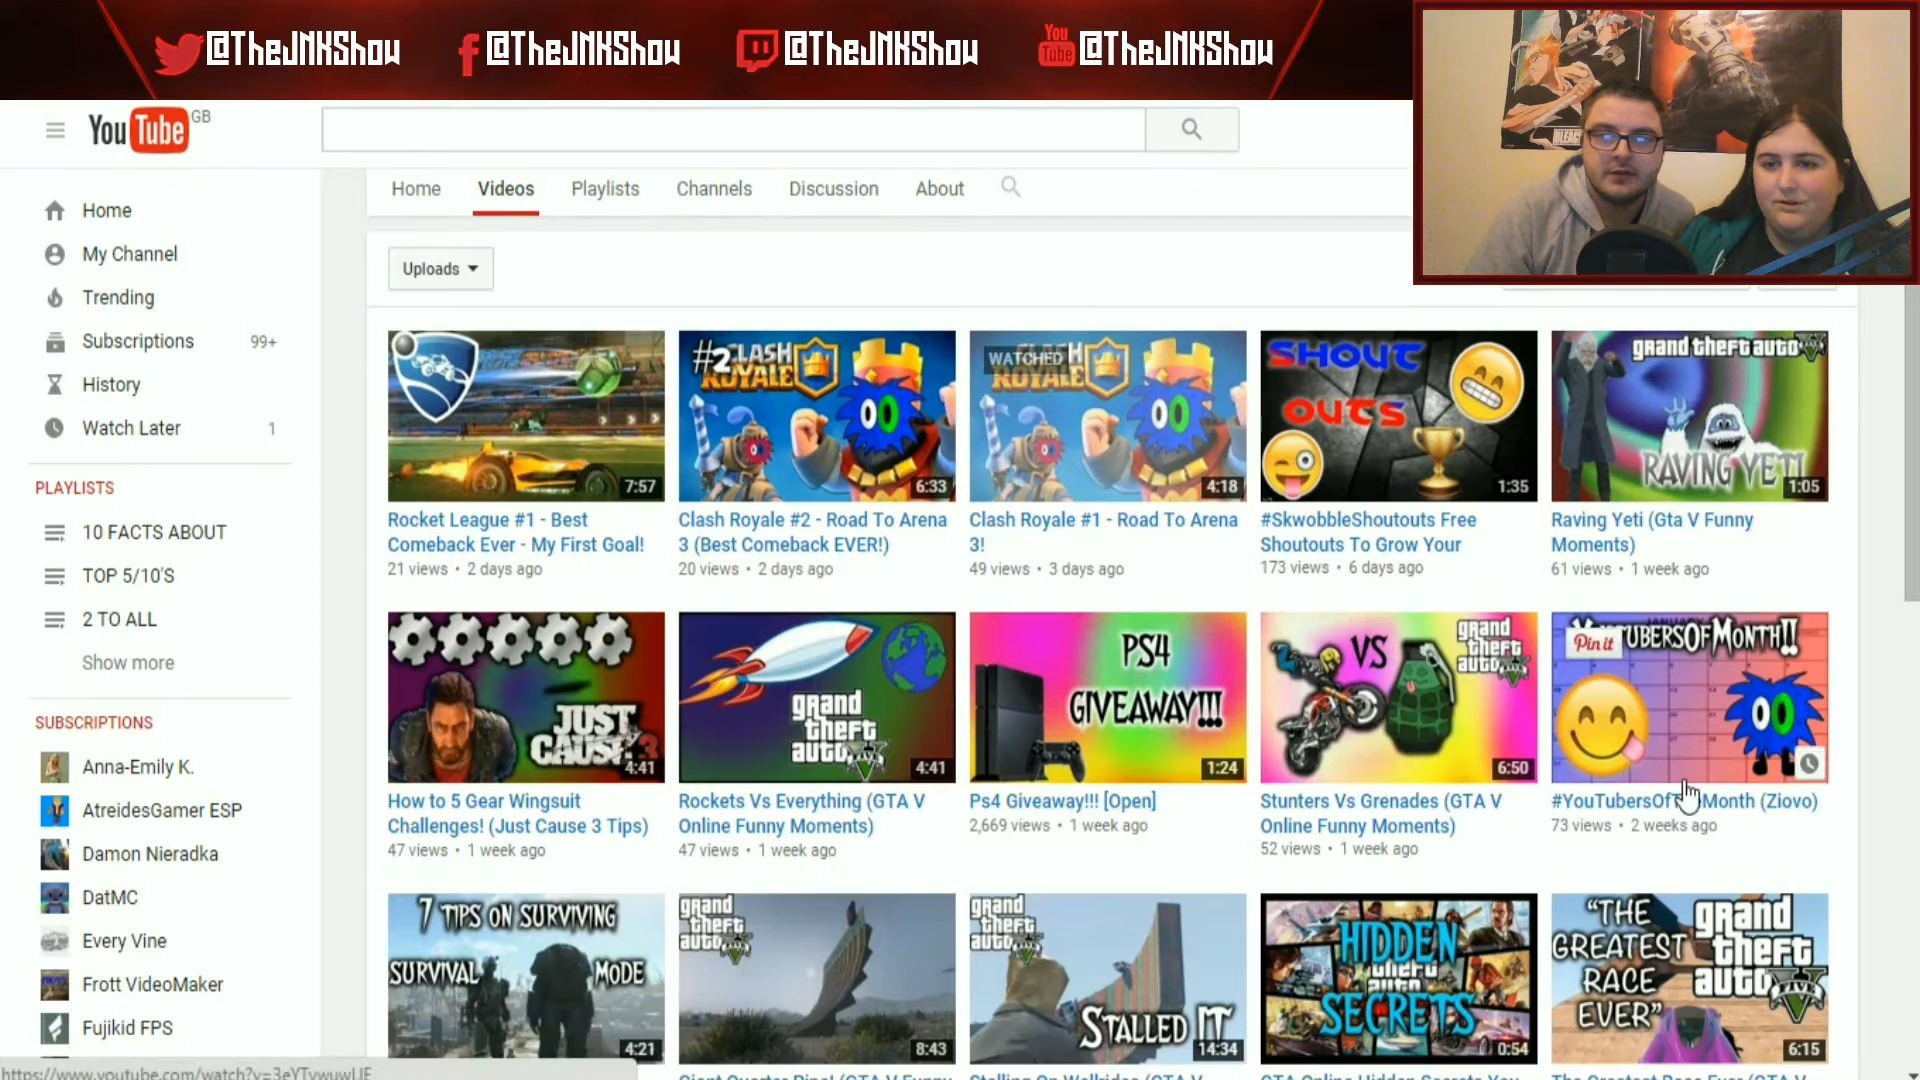 @TheJNKShow @TheJNKShow @TheJNKShow You Tube @TheJNKShow
BLEACH
YouTube GB
Home Videos Playlists Channels Discussion About
Uploads
Home
My Channel
Trending
Subscriptions 99+
History
Watch Later 1
PLAYLISTS
10 FACTS ABOUT
TOP 5/10'S
2 TO ALL
Show more
SUBSCRIPTIONS
Anna-Emily K.
AtreidesGamer ESP
Damon Nieradka
DatMC
Every Vine
Frott VideoMaker
Fujikid FPS
7:57
Rocket League #1 - Best
Comeback Ever - My First Goal!
21 views • 2 days ago
#2 CLASH
ROYALE
6:33
Clash Royale #2 - Road To Arena
3 (Best Comeback EVER!)
20 views • 2 days ago
WATCHED H
ROYALE
4:18
Clash Royale #1 - Road To Arena
3!
49 views • 3 days ago
SHOUT
OUTS
1:35
#SkwobbleShoutouts Free
Shoutouts To Grow Your
173 views • 6 days ago
grand theft auto V
RAVING YETI
1:05
Raving Yeti (Gta V Funny
Moments)
61 views • 1 week ago
JUST
CAUSE 3
4:41
How to 5 Gear Wingsuit
Challenges! (Just Cause 3 Tips)
47 views • 1 week ago
grand
theft
auto V
4:41
Rockets Vs Everything (GTA V
Online Funny Moments)
47 views • 1 week ago
PS4
GIVEAWAY!!!
1:24
Ps4 Giveaway!!! [Open]
2,669 views • 1 week ago
VS
grand
theft
auto V
6:50
Stunters Vs Grenades (GTA V
Online Funny Moments)
52 views • 1 week ago
Pin it
UBERSOFMONTH!!
#YouTubersOfT Month (Ziovo)
73 views • 2 weeks ago
7 TIPS ON SURVIVING
SURVIVAL MODE
4:21
grand
theft
auto V
8:43
grand
theft
auto V
STALLED IT
14:34
HIDDEN
theft
auto
SECRETS
0:54
"THE
GREATEST
RACE
EVER"
grand
theft
auto
FIVE
6:15